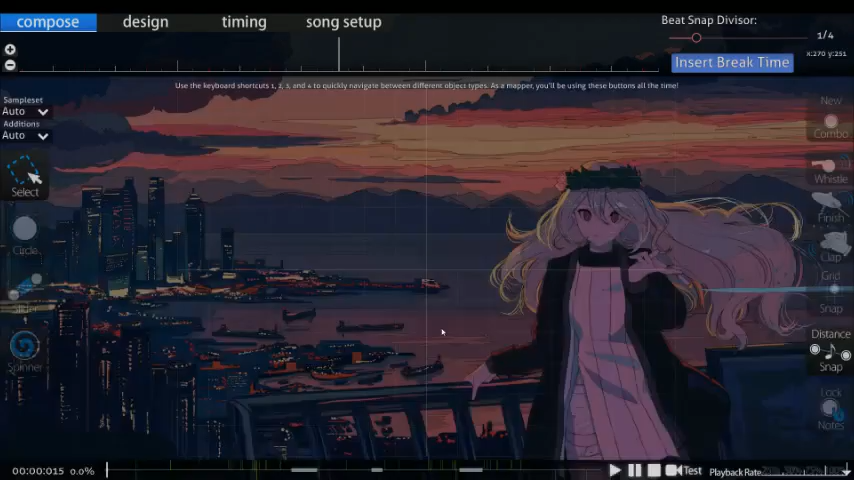 compose design timing song setup
Beat Snap Divisor:
1/4
x:270 y:251
Insert Break Time
Use the keyboard shortcuts 1, 2, 3, and 4 to quickly navigate between different object types. As a mapper, you'll be using these buttons all the time!
Sampleset
Auto
Additions
Auto
Select
Circle
Slider
Spinner
New
Combo
Whistle
Finish
Clap
Grid
Snap
Distance
Snap
Lock
Notes
00:00:015 0.0%
Test
Playback Rate